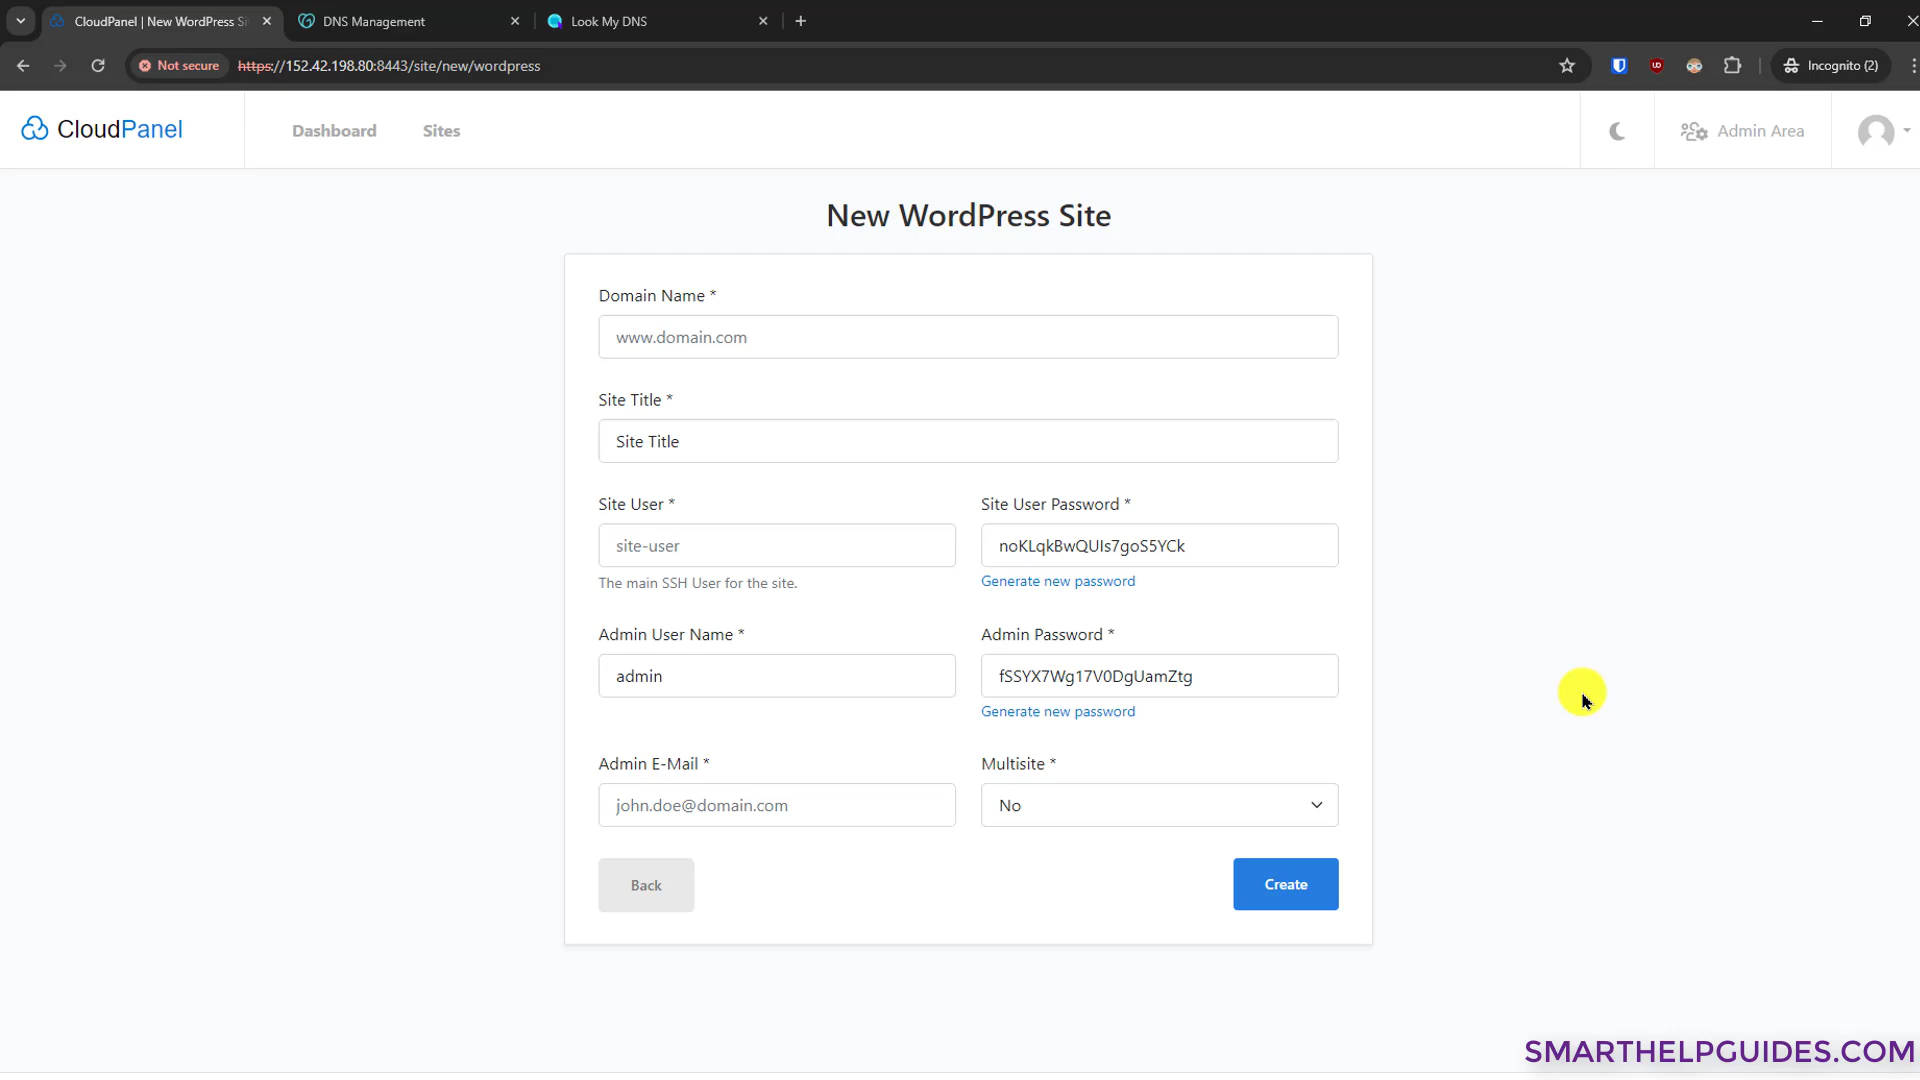 CloudPanel | New WordPress Si
DNS Management
Look My DNS
Not secure
https://152.42.198.80:8443/site/new/wordpress
Incognito (2)
CloudPanel
Dashboard
Sites
Admin Area
New WordPress Site
Domain Name *
www.domain.com
Site Title *
Site Title
Site User *
Site User Password *
site-user
noKLqkBwQUIs7goS5YCk
The main SSH User for the site.
Generate new password
Admin User Name *
Admin Password *
admin
fSSYX7Wg17V0DgUamZtg
Generate new password
Admin E-Mail *
Multisite *
john.doe@domain.com
No
Back
Create
SMARTHELPGUIDES.COM